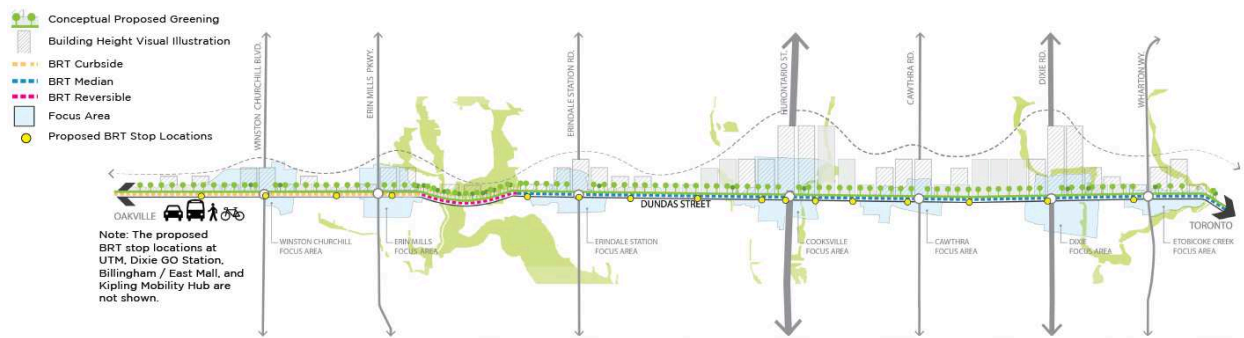 Conceptual Proposed Greening
Building Height Visual Illustration
BRT Curbside
BRT Median
BRT Reversible
Focus Area
Proposed BRT Stop Locations
WINSTON CHURCHILL BLVD.
ERIN MILLS PKWY.
ERINDALE STATION RD.
HURONTARIO ST.
CAWTHRA RD.
DIXIE RD.
WHARTON WY.
OAKVILLE
DUNDAS STREET
TORONTO
Note: The proposed
BRT stop locations at
UTM, Dixie GO Station,
Billingham / East Mall, and
Kipling Mobility Hub are
not shown.
WINSTON CHURCHILL
FOCUS AREA
ERIN MILLS
FOCUS AREA
ERINDALE STATION
FOCUS AREA
COOKSVILLE
FOCUS AREA
CAWTHRA
FOCUS AREA
DIXIE
FOCUS AREA
ETOBICOKE CREEK
FOCUS AREA